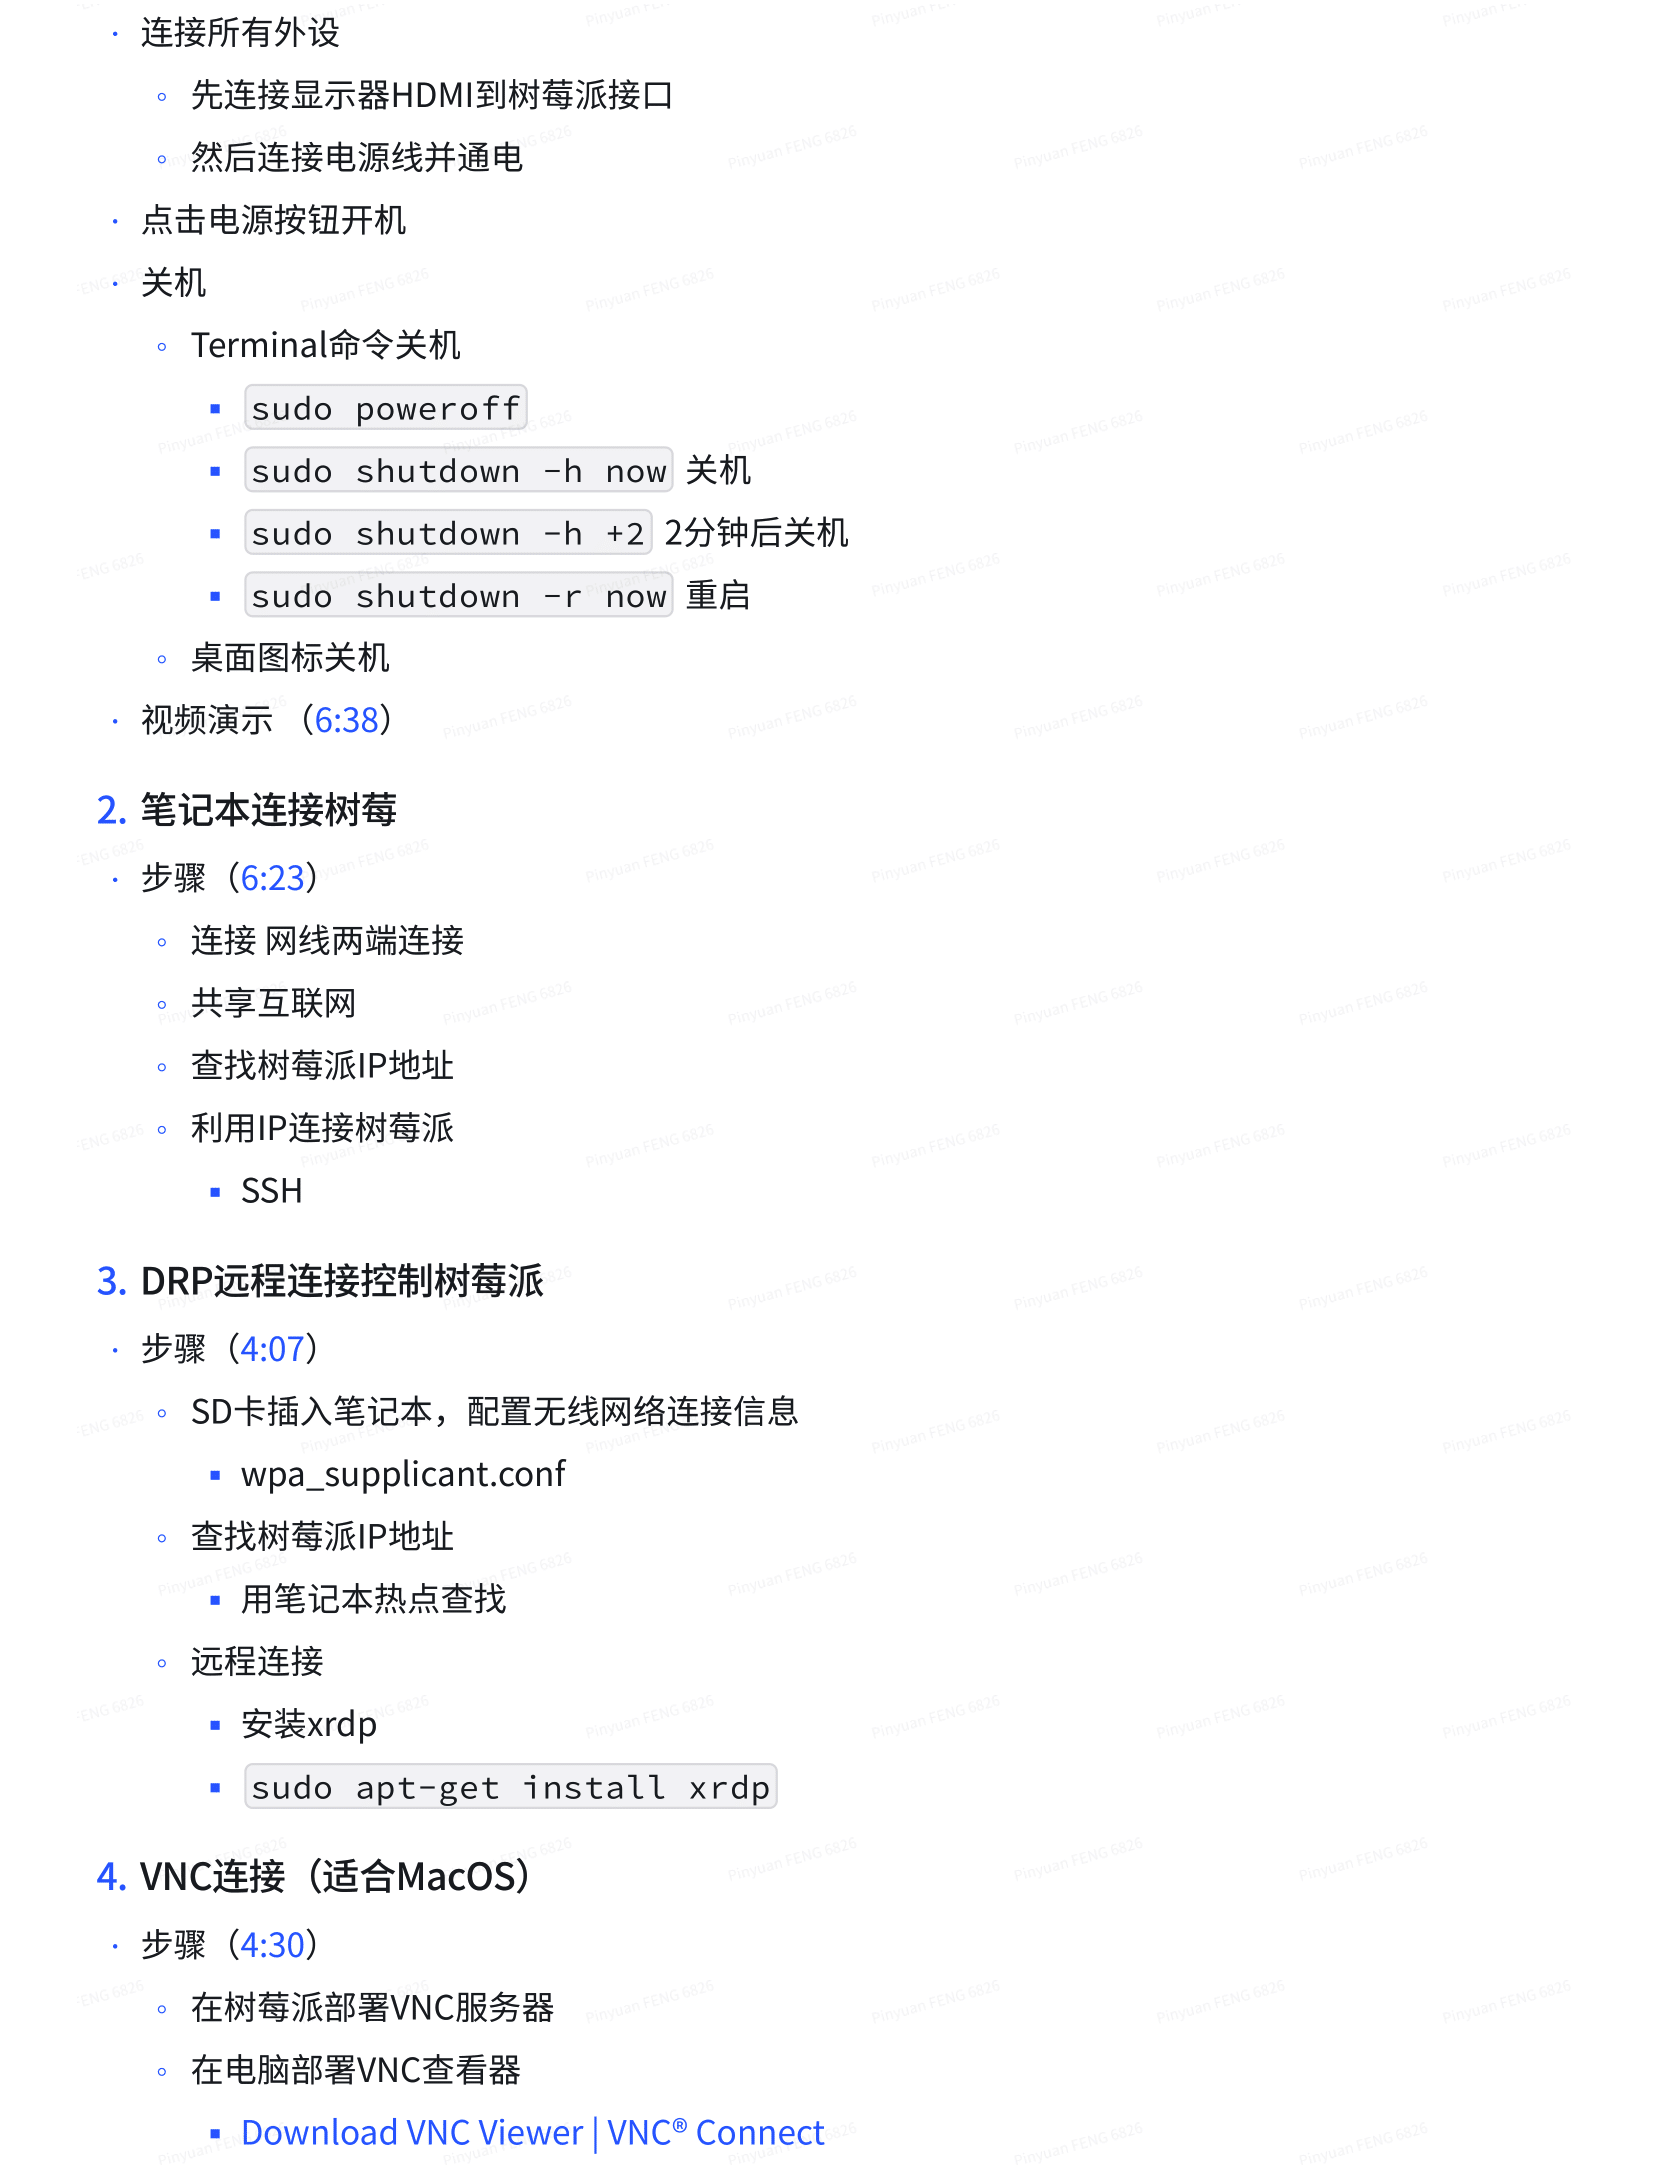 连接所有外设
先连接显示器HDMI到树莓派接口
然后连接电源线并通电
点击电源按钮开机
关机
Terminal命令关机
sudo poweroff
sudo shutdown -h now 关机
sudo shutdown -h +2 2分钟后关机
sudo shutdown -r now 重启
桌面图标关机
视频演示 （6:38）
2. 笔记本连接树莓
步骤（6:23）
连接 网线两端连接
共享互联网
查找树莓派IP地址
利用IP连接树莓派
SSH
3. DRP远程连接控制树莓派
步骤（4:07）
SD卡插入笔记本，配置无线网络连接信息
wpa_supplicant.conf
查找树莓派IP地址
用笔记本热点查找
远程连接
安装xrdp
sudo apt-get install xrdp
4. VNC连接（适合MacOS）
步骤（4:30）
在树莓派部署VNC服务器
在电脑部署VNC查看器
Download VNC Viewer | VNC® Connect
Pinyuan FENG 6826